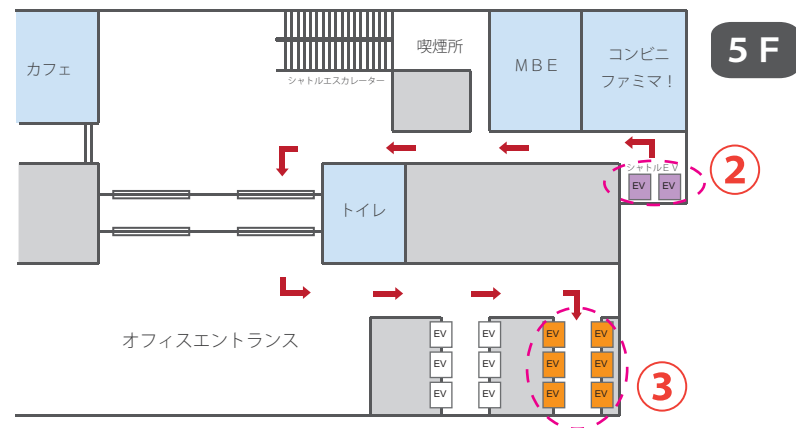 5 F
カフェ
喫煙所
MBE
コンビニ
ファミマ！
シャトルエスカレーター
シャトルEV
EV EV
②
トイレ
オフィスエントランス
EV EV EV EV
EV EV EV EV
EV EV EV EV
③